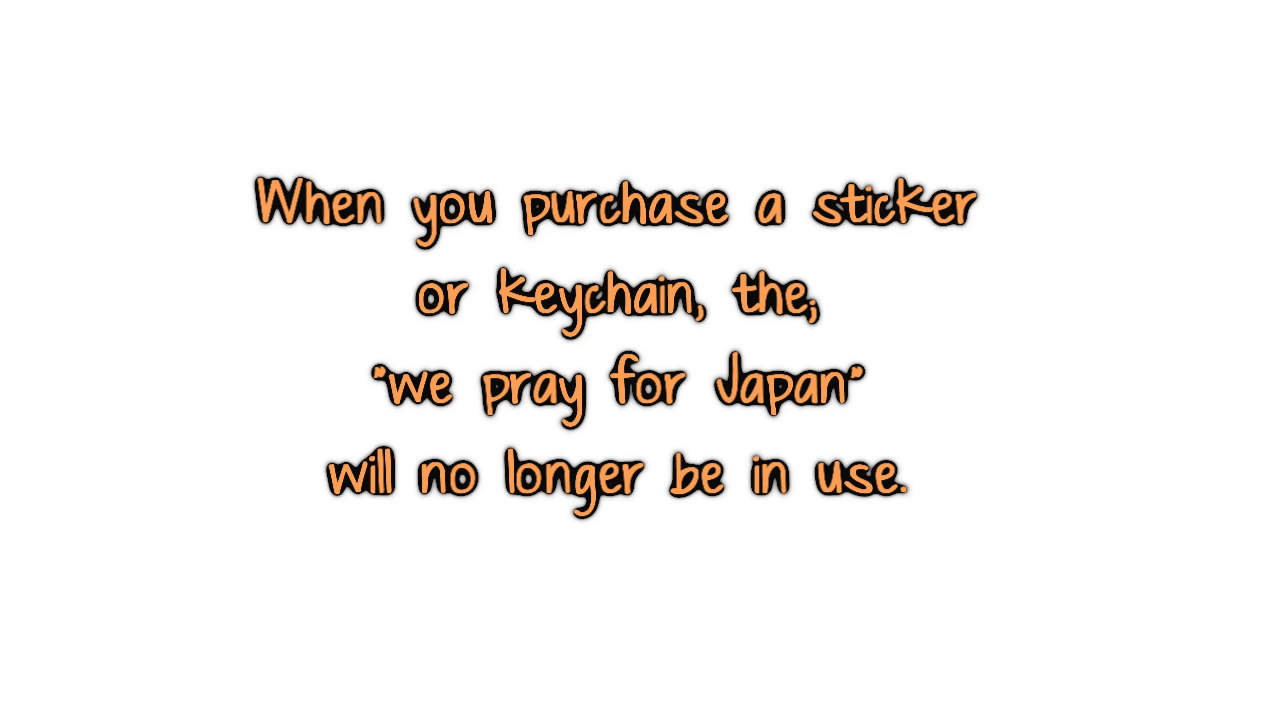 When you purchase a sticker
or keychain, the;
"we pray for Japan"
will no longer be in use.